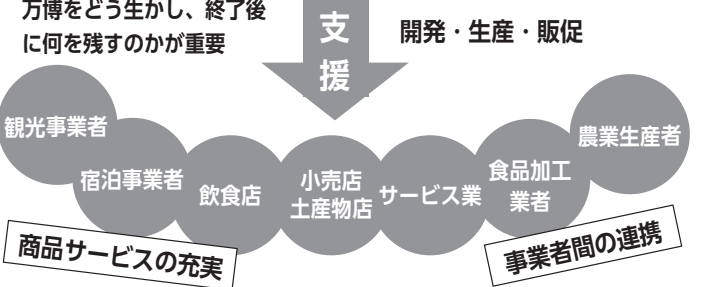 万博をどう生かし、終了後
に何を残すのかが重要
支
援
開発・生産・販促
観光事業者
宿泊事業者
飲食店
小売店
土産物店
サービス業
食品加工
業者
農業生産者
商品サービスの充実
事業者間の連携